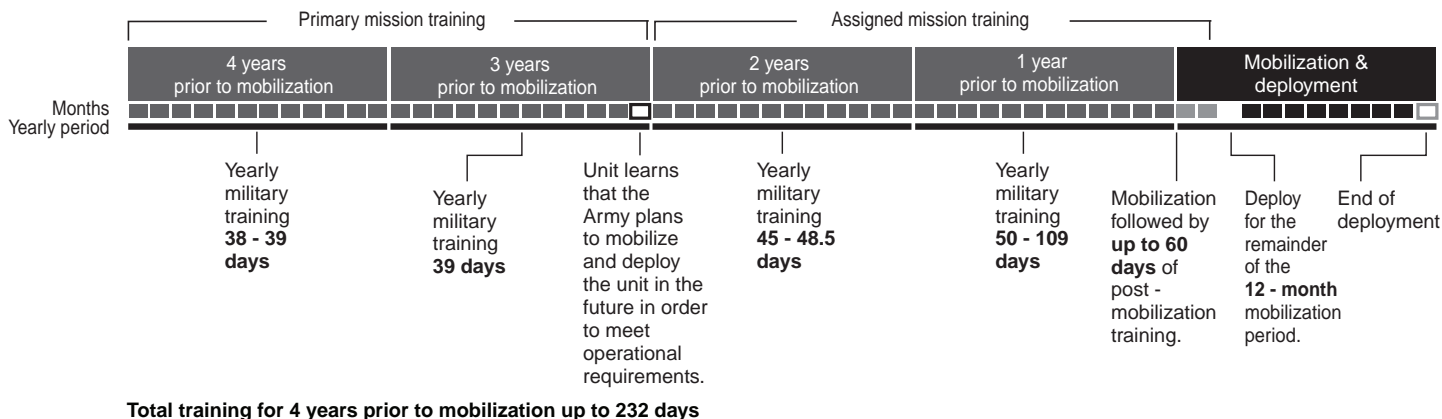 Primary mission training
Assigned mission training
4 years
prior to mobilization
3 years
prior to mobilization
2 years
prior to mobilization
1 year
prior to mobilization
Mobilization &
deployment
Months
Yearly period
Yearly
military
training
38 - 39
days
Yearly
military
training
39 days
Unit learns
that the
Army plans
to mobilize
and deploy
the unit in the
future in order
to meet
operational
requirements.
Yearly
military
training
45 - 48.5
days
Yearly
military
training
50 - 109
days
Mobilization
followed by
up to 60
days of
post -
mobilization
training.
Deploy
for the
remainder
of the
12 - month
mobilization
period.
End of
deployment
Total training for 4 years prior to mobilization up to 232 days